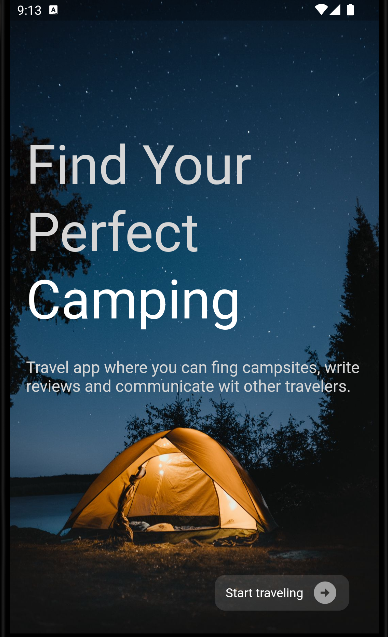 9:13 A
Find Your
Perfect
Camping
Travel app where you can fing campsites, write
reviews and communicate wit other travelers.
Start traveling